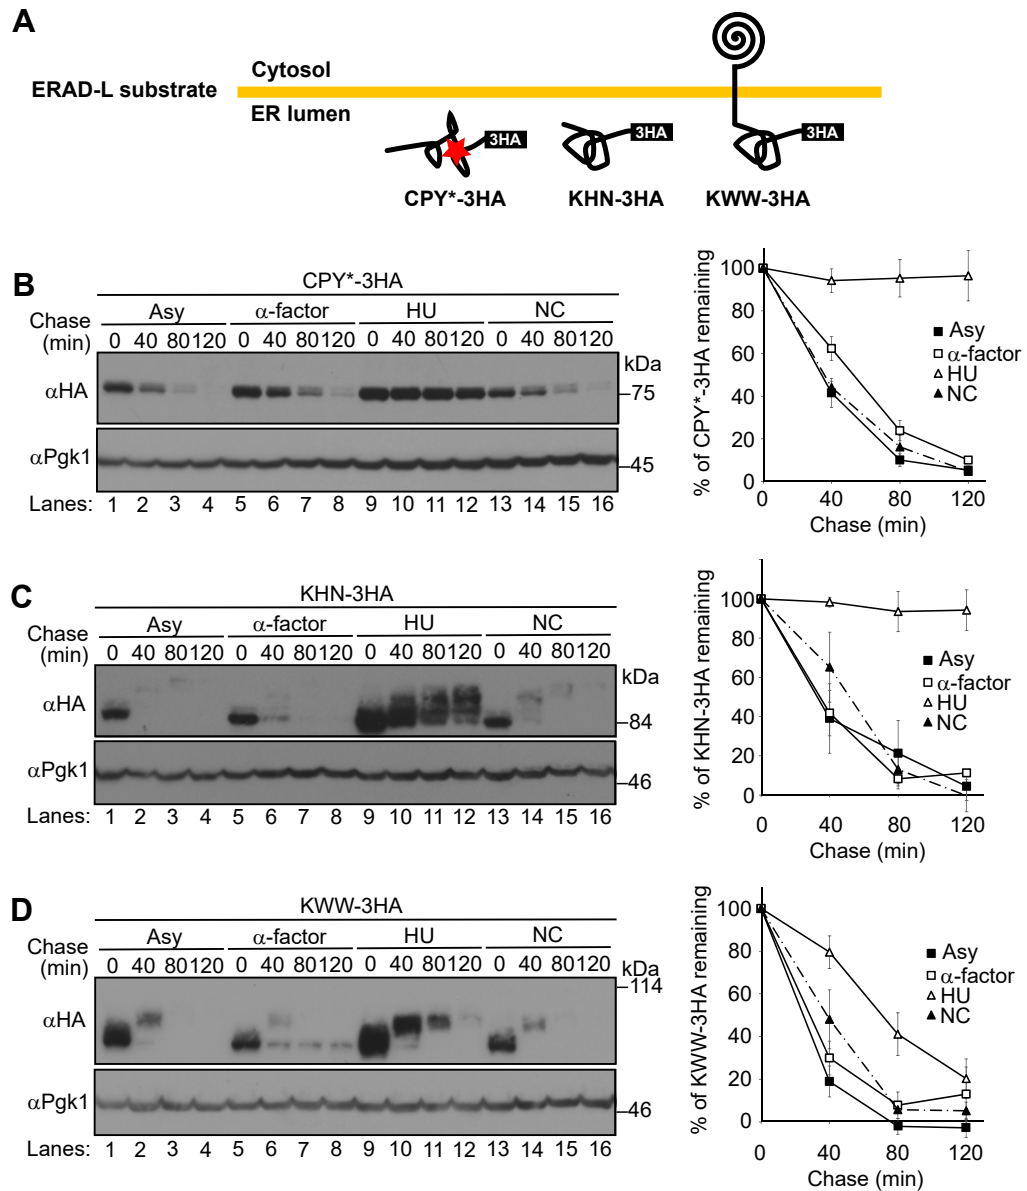 A
Cytosol
ERAD-L substrate
ER lumen
3HA 3HA 3HA
CPY*-3HA KHN-3HA KWW-3HA
B
CPY*-3HA
Asy α-factor HU NC
Chase
(min) 0 40 80 120 0 40 80 120 0 40 80 120 0 40 80 120
kDa
αHA
75
αPgk1
45
Lanes: 1 2 3 4 5 6 7 8 9 10 11 12 13 14 15 16
% of CPY*-3HA remaining
100
80
60
40
20
0
0 40 80 120
Chase (min)
Asy
α-factor
HU
NC
C
KHN-3HA
Asy α-factor HU NC
Chase
(min) 0 40 80 120 0 40 80 120 0 40 80 120 0 40 80 120
kDa
αHA
84
αPgk1
46
Lanes: 1 2 3 4 5 6 7 8 9 10 11 12 13 14 15 16
% of KHN-3HA remaining
100
80
60
40
20
0
0 40 80 120
Chase (min)
Asy
α-factor
HU
NC
D
KWW-3HA
Asy α-factor HU NC
Chase
(min) 0 40 80 120 0 40 80 120 0 40 80 120 0 40 80 120
kDa
114
αHA
αPgk1
46
Lanes: 1 2 3 4 5 6 7 8 9 10 11 12 13 14 15 16
% of KWW-3HA remaining
100
80
60
40
20
0
0 40 80 120
Chase (min)
Asy
α-factor
HU
NC